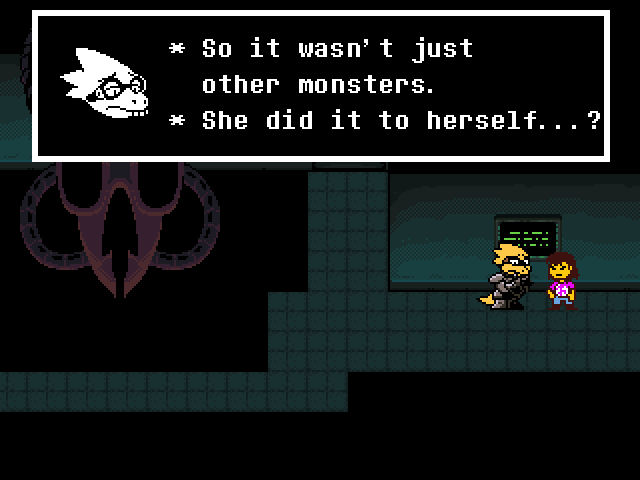 * So it wasn't just
other monsters.
* She did it to herself...?